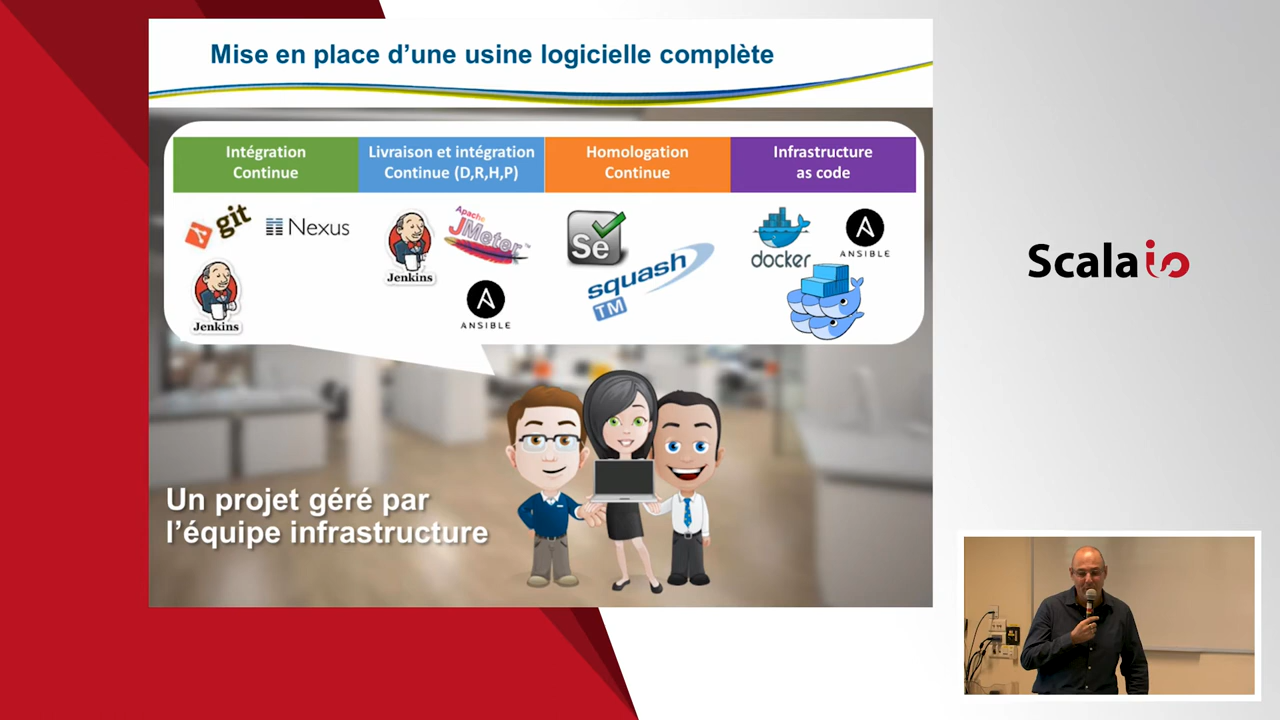 Mise en place d'une usine logicielle complète
Intégration
Continue
Livraison et intégration
Continue (D,R,H,P)
Homologation
Continue
Infrastructure
as code
git
Nexus
Jenkins
Jenkins
Apache
JMeter
TM
ANSIBLE
Se
squash
TM
docker
ANSIBLE
Un projet géré par
l'équipe infrastructure
Scala io